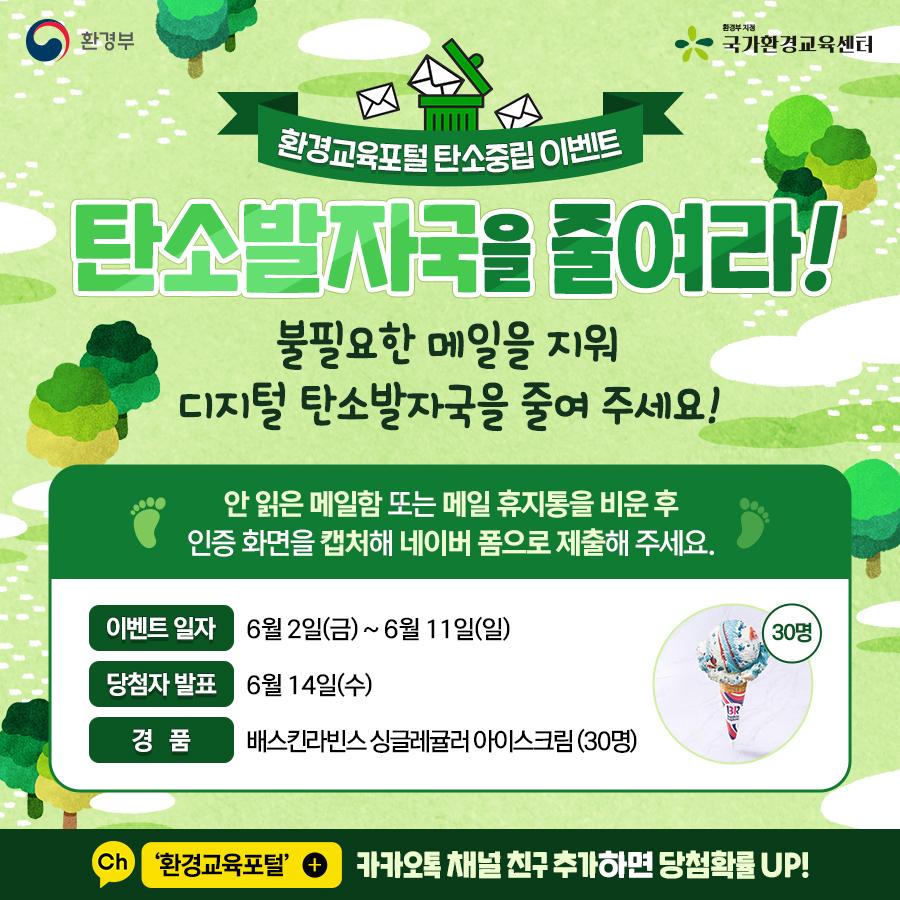 환경부
환경부 지정
국가환경교육센터
환경교육포털 탄소중립 이벤트
탄소발자국을 줄여라!
불필요한 메일을 지워
디지털 탄소발자국을 줄여 주세요!
안 읽은 메일함 또는 메일 휴지통을 비운 후
인증 화면을 캡처해 네이버 폼으로 제출해 주세요.
이벤트 일자 6월 2일(금) ~ 6월 11일(일)
30명
당첨자 발표 6월 14일(수)
BR
경 품 배스킨라빈스 싱글레귤러 아이스크림 (30명)
Ch '환경교육포털' + 카카오톡 채널 친구 추가하면 당첨확률 UP!